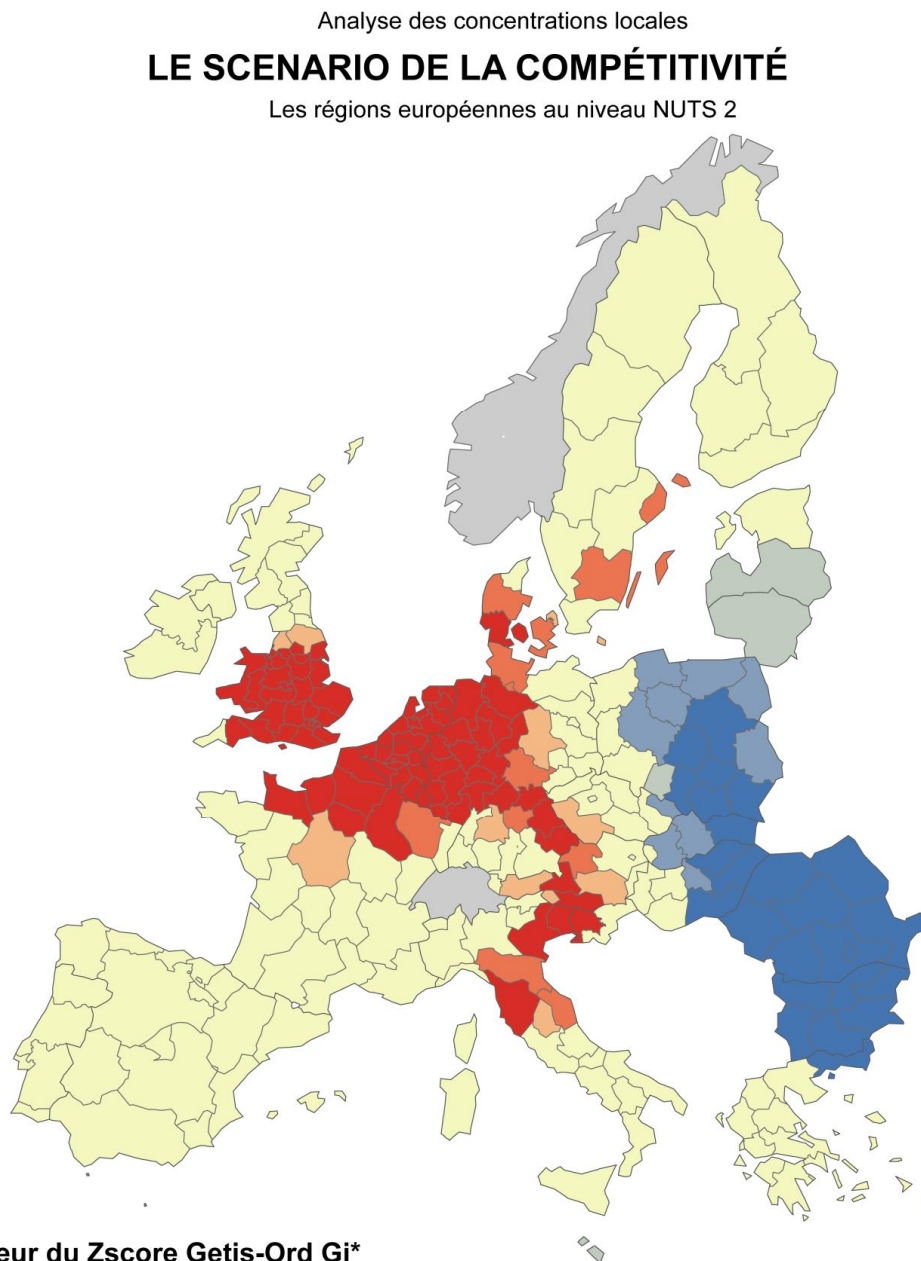 Analyse des concentrations locales
LE SCENARIO DE LA COMPÉTITIVITÉ
Les régions européennes au niveau NUTS 2
eur du Zscore Getis-Ord Gi*